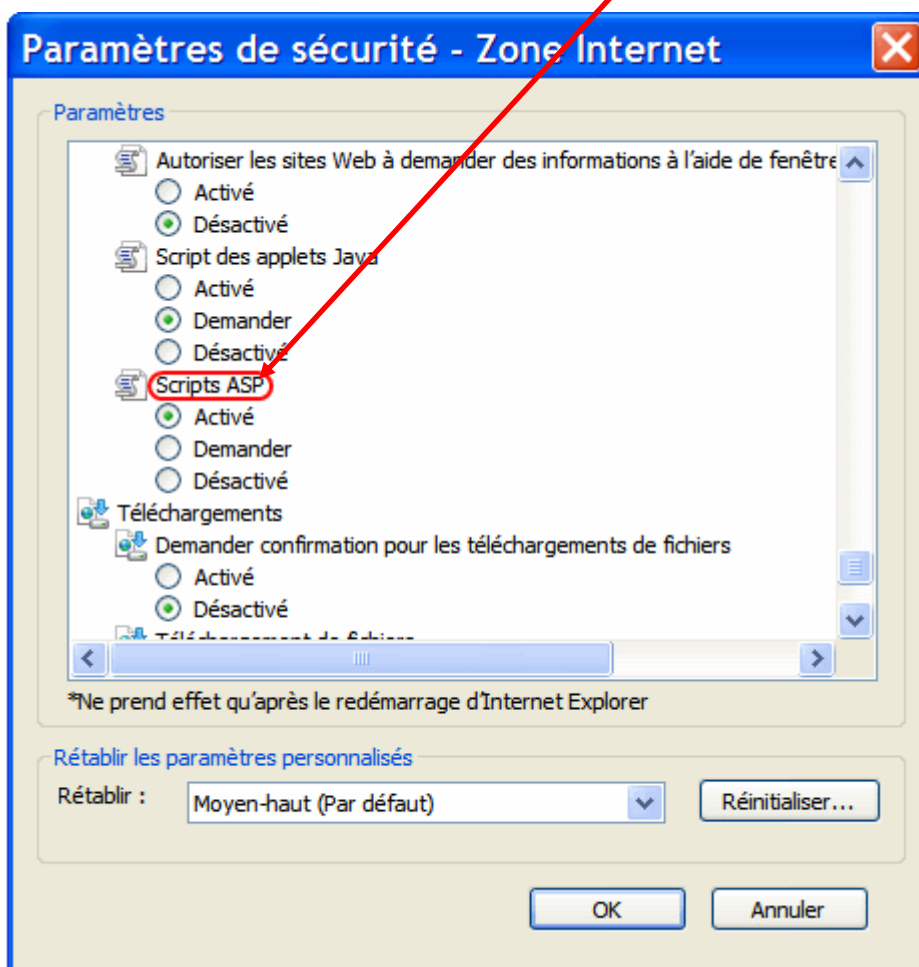 Paramètres de sécurité - Zone Internet
Paramètres
Autoriser les sites Web à demander des informations à l'aide de fenêtre
Activé
Désactivé
Script des applets Java
Activé
Demander
Désactivé
Scripts ASP
Activé
Demander
Désactivé
Téléchargements
Demander confirmation pour les téléchargements de fichiers
Activé
Désactivé
Téléchargement de fichiers
*Ne prend effet qu'après le redémarrage d'Internet Explorer
Rétablir les paramètres personnalisés
Rétablir : Moyen-haut (Par défaut) Réinitialiser...
OK Annuler